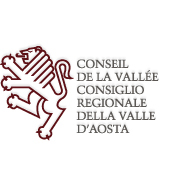 CONSEIL
DE LA VALLÉE
CONSIGLIO
REGIONALE
DELLA VALLE
D'AOSTA